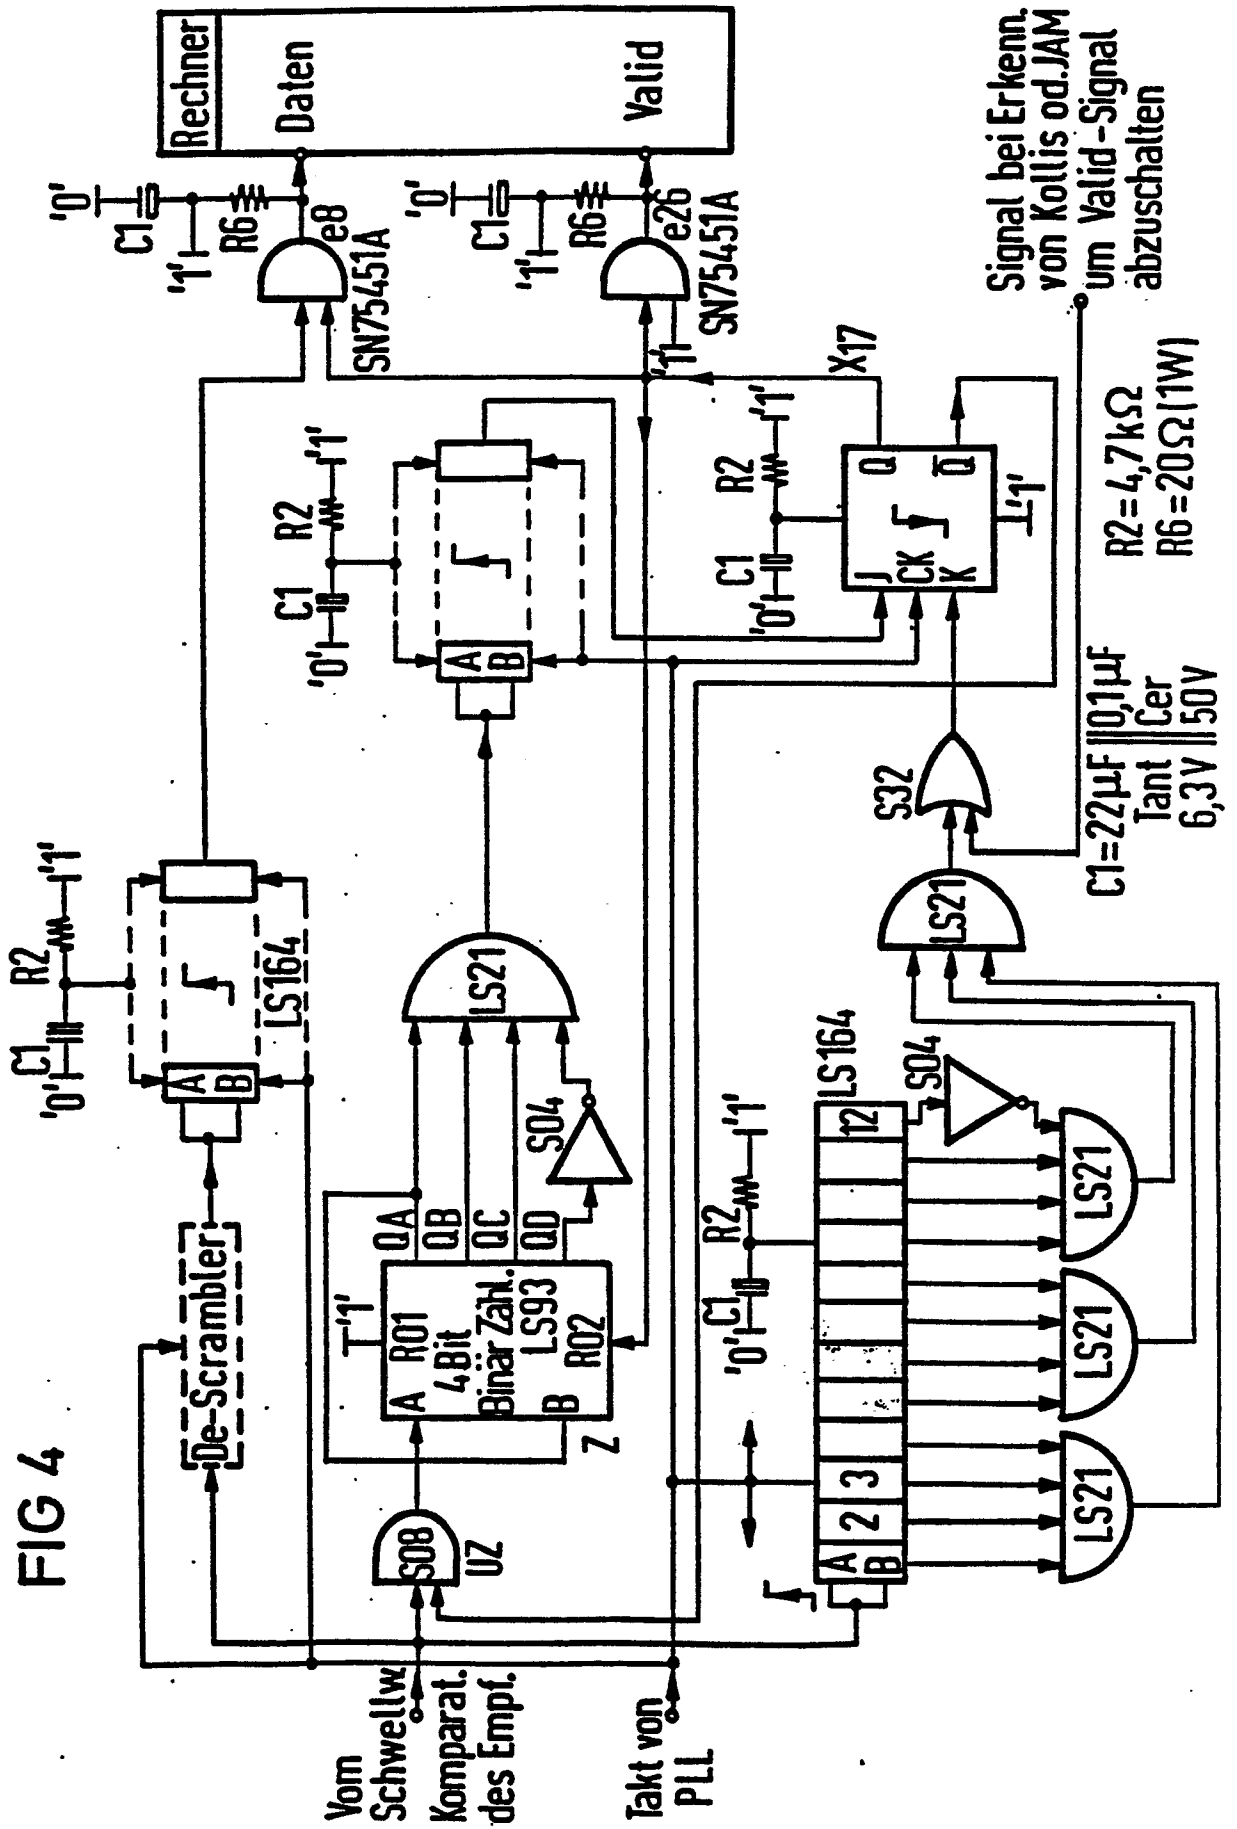 FIG 4
Vom
Schwellw.
Komparat.
des Empf.
Takt von
PLL
De-Scrambler
'0'
C1
R2
'1'
A
B
LS164
Rechner
Daten
Valid
'0'
C1
'1'
R6
e8
SN75451A
'0'
C1
'1'
R6
e26
SN75451A
'1'
S08
UZ
'1'
R01
A
4Bit
Binär Zähl.
LS93
B
R02
Z
QA
QB
QC
QD
S04
LS21
'0'
C1
R2
'1'
A
B
'0'
C1
R2
'1'
J
CK
K
Q
Q̅
'1'
X17
S32
LS21
'0'
C1
R2
'1'
A
B
2
3
12
LS164
S04
LS21
LS21
LS21
Signal bei Erkenn.
von Kollis od.JAM
um Valid-Signal
abzuschalten
C1=22µF||0,1µF
Tant||Cer
6,3V||50V
R2=4,7kΩ
R6=20Ω(1W)